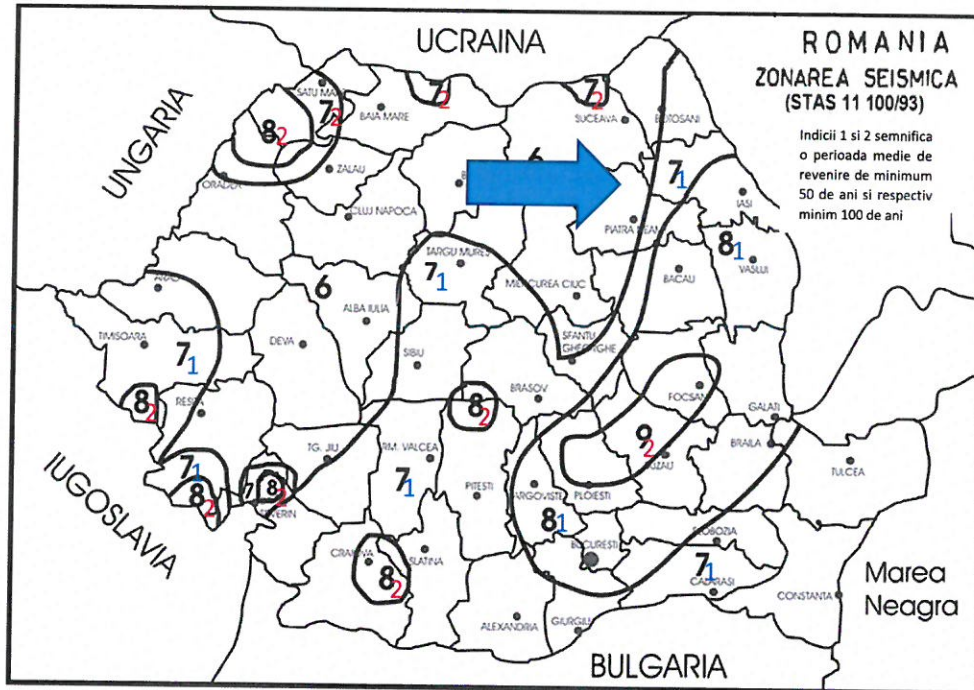 UCRAINA
ROMANIA
ZONAREA SEISMICA
(STAS 11 100/93)
Indicii 1 si 2 semnifica
o perioada medie de
revenire de minimum
50 de ani si respectiv
minim 100 de ani
UNGARIA
SATU MARE
7 2
BAIA MARE
7 2
7 2
SUCEAVA
BOTOSANI
8 2
ORADEA
ZALAU
6
7 1
IASI
CLUJ NAPOCA
PIATRA NEAMT
8 1
VASLUI
TARGU MURES
7 1
MIERCUREA CIUC
BACAU
ARAD
6
ALBA IULIA
TIMISOARA
7 1
DEVA
SIBIU
SFANTU
GHEORGHE
BRASOV
FOCSANI
8 2
RESITA
8 2
GALATI
9 2
BUZAU
BRAILA
TULCEA
IUGOSLAVIA
7 1
8 2
TG. JIU
RM. VALCEA
7 1
PITESTI
TARGOVISTE
PLOIESTI
7
8 2
SEVERIN
8 1
BUCURESTI
SLOBOZIA
7 1
CALARASI
CRAIOVA
8 2
SLATINA
ALEXANDRIA
GIURGIU
CONSTANTA
Marea
Neagra
BULGARIA